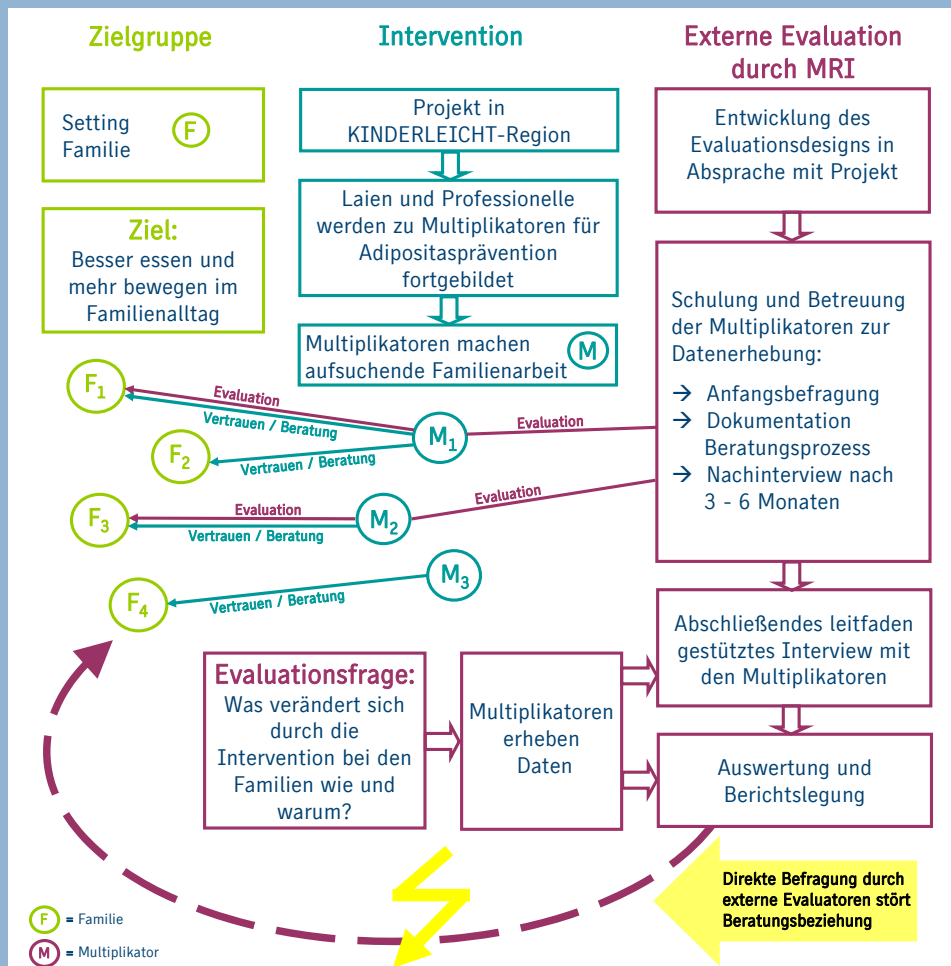 Zielgruppe
Setting
Familie
F
Ziel:
Besser essen und
mehr bewegen im
Familienalltag
Intervention
Projekt in
KINDERLEICHT-Region
Laien und Professionelle
werden zu Multiplikatoren für
Adipositasprävention
fortgebildet
Multiplikatoren machen
aufsuchende Familienarbeit
M
Externe Evaluation
durch MRI
Entwicklung des
Evaluationsdesigns in
Absprache mit Projekt
Schulung und Betreuung
der Multiplikatoren zur
Datenerhebung:
→ Anfangsbefragung
→ Dokumentation
Beratungsprozess
→ Nachinterview nach
3 - 6 Monaten
F1
Evaluation
Vertrauen / Beratung
M1
Evaluation
F2
Vertrauen / Beratung
F3
Evaluation
Vertrauen / Beratung
M2
Evaluation
F4
Vertrauen / Beratung
M3
Abschließendes leitfaden
gestütztes Interview mit
den Multiplikatoren
Evaluationsfrage:
Was verändert sich
durch die
Intervention bei den
Familien wie und
warum?
Multiplikatoren
erheben
Daten
Auswertung und
Berichtslegung
Direkte Befragung durch
externe Evaluatoren stört
Beratungsbeziehung
F = Familie
M = Multiplikator